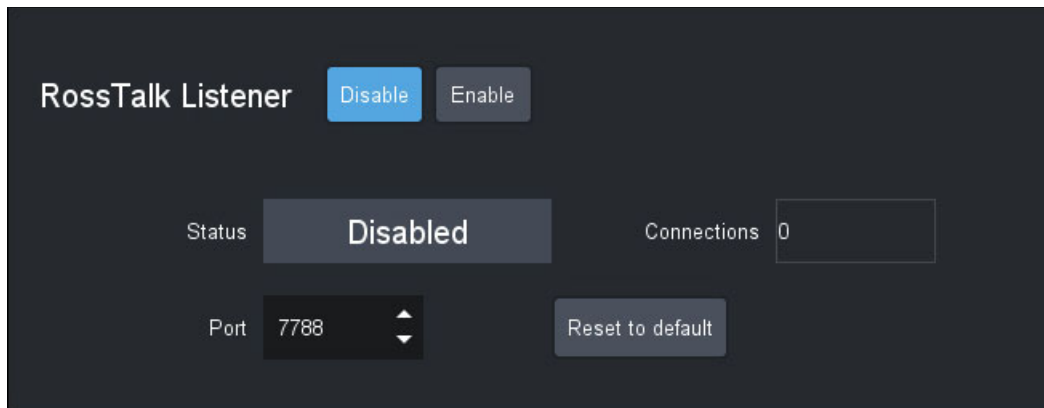 RossTalk Listener Disable Enable
Status Disabled Connections 0
Port 7788 Reset to default